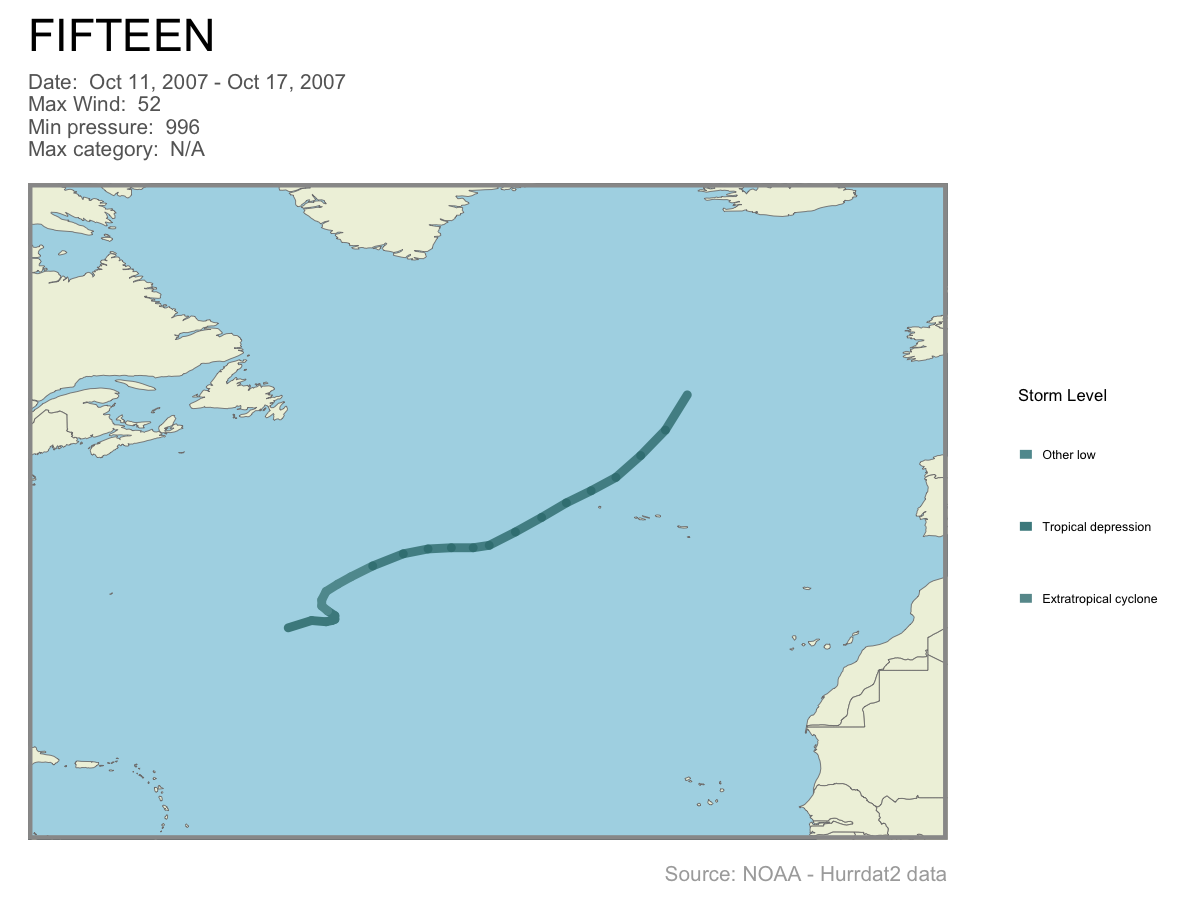 FIFTEEN
Date:  Oct 11, 2007 - Oct 17, 2007
Max Wind:  52
Min pressure:  996
Max category:  N/A
Storm Level
Other low
Tropical depression
Extratropical cyclone
Source: NOAA - Hurrdat2 data